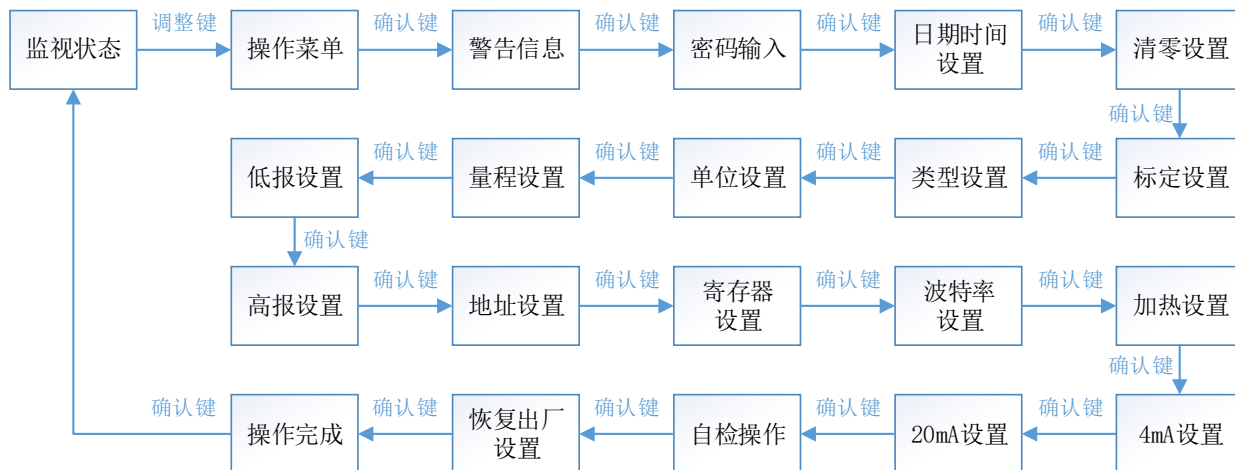 调整键
确认键
确认键
确认键
确认键
监视状态
操作菜单
警告信息
密码输入
日期时间
设置
清零设置
确认键
确认键
确认键
确认键
确认键
低报设置
量程设置
单位设置
类型设置
标定设置
确认键
确认键
确认键
确认键
确认键
高报设置
地址设置
寄存器
设置
波特率
设置
加热设置
确认键
确认键
确认键
确认键
确认键
确认键
操作完成
恢复出厂
设置
自检操作
20mA设置
4mA设置